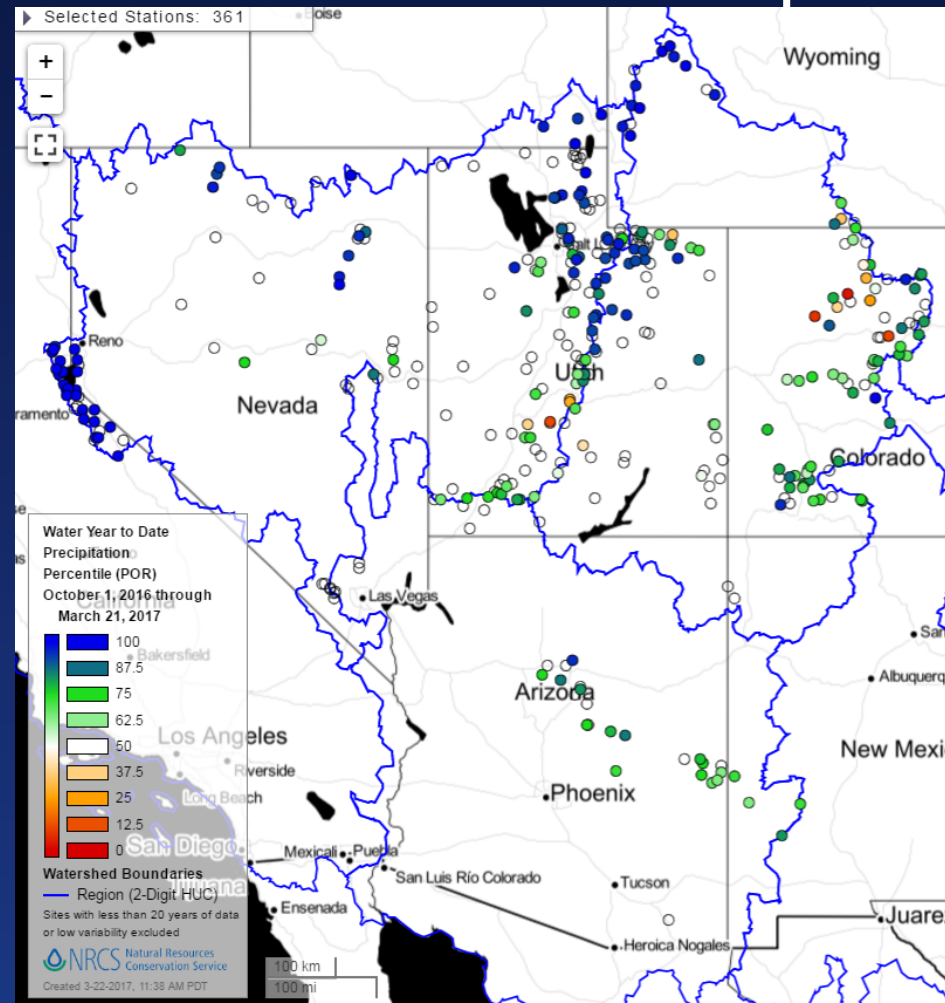 Selected Stations: 361
Boise
Wyoming
+
−
Salt
Reno
Utah
Nevada
ramento
Colorado
Water Year to Date
Precipitation
Percentile (POR)
October 1, 2016 through
March 21, 2017
California
Las Vegas
100
Bakersfield
87.5
75
62.5
50
37.5
25
12.5
0
San
Albuquerq
Arizona
Los Angeles
New Mexi
Riverside
Phoenix
Long Beach
San Diego
Mexicali
Puebla
San Luis Río Colorado
Tijuana
Tucson
Watershed Boundaries
Region (2-Digit HUC)
Sites with less than 20 years of data
or low variability excluded
Ensenada
Juarez
Heroica Nogales
NRCS Natural Resources
Conservation Service
Created 3-22-2017, 11:38 AM PDT
100 km
100 mi